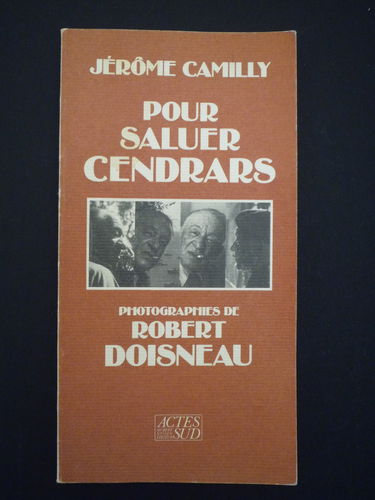 JÉRÔME CAMILLY
POUR
SALUER
CENDRARS
PHOTOGRAPHIES DE
ROBERT
DOISNEAU
ACTES
SUD